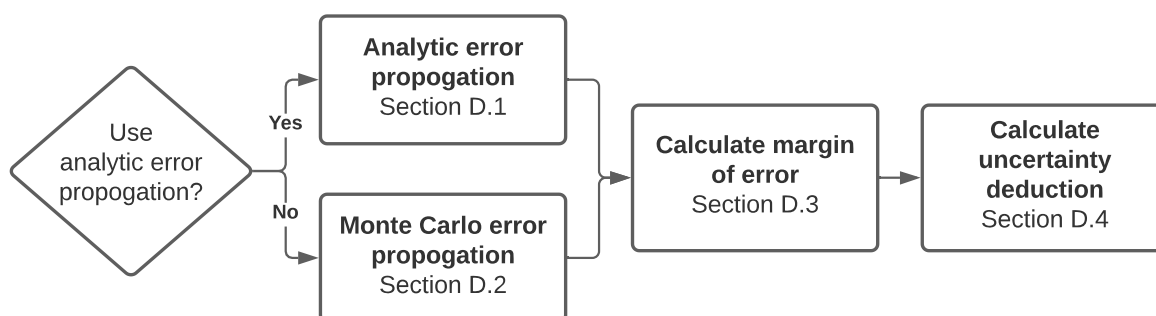 Use
analytic error
propogation?
Yes
No
Analytic error
propogation
Section D.1
Monte Carlo error
propogation
Section D.2
Calculate margin
of error
Section D.3
Calculate
uncertainty
deduction
Section D.4